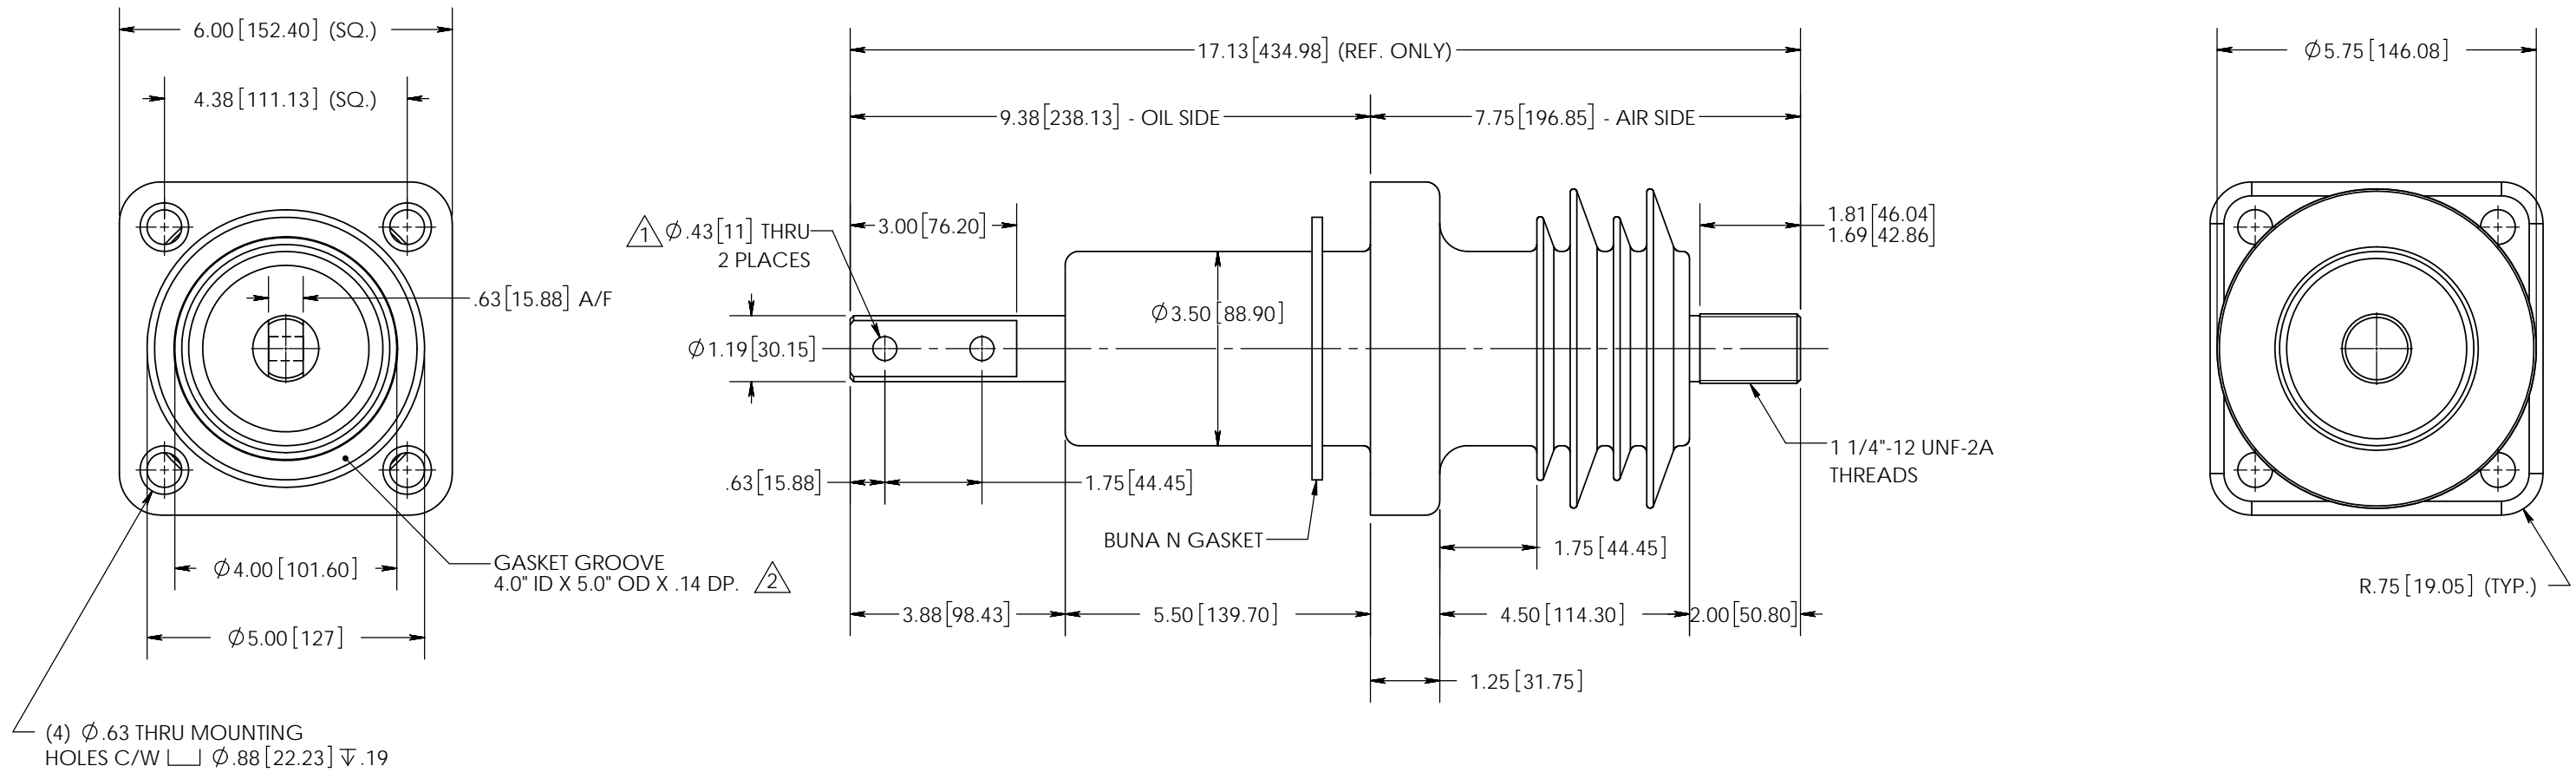 6.00[152.40] (SQ.)
4.38[111.13] (SQ.)
.63[15.88] A/F
GASKET GROOVE
4.0" ID X 5.0" OD X .14 DP. 2
Ø4.00[101.60]
Ø5.00[127]
(4) Ø.63 THRU MOUNTING
HOLES C/W ⌴ Ø.88[22.23]↧.19
17.13[434.98] (REF. ONLY)
9.38[238.13] - OIL SIDE
7.75[196.85] - AIR SIDE
1 Ø.43[11] THRU
2 PLACES
3.00[76.20]
1.81[46.04]
1.69[42.86]
Ø1.19[30.15]
Ø3.50[88.90]
.63[15.88]
1.75[44.45]
1 1/4"-12 UNF-2A
THREADS
BUNA N GASKET
1.75[44.45]
3.88[98.43]
5.50[139.70]
4.50[114.30]
2.00[50.80]
1.25[31.75]
Ø5.75[146.08]
R.75[19.05] (TYP.)